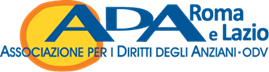 ADA Roma
e Lazio
ASSOCIAZIONE PER I DIRITTI DEGLI ANZIANI - ODV